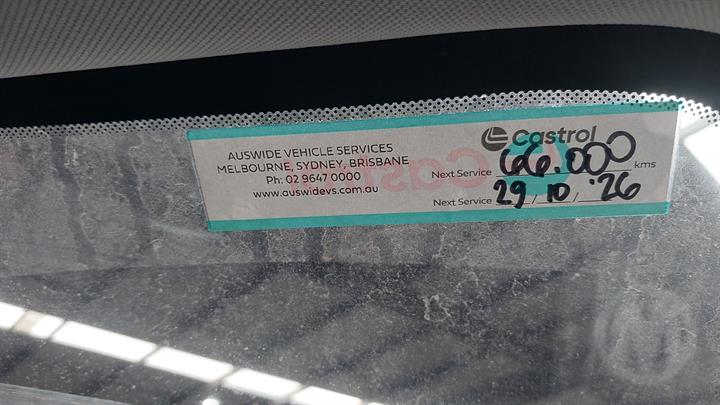 AUSWIDE VEHICLE SERVICES
MELBOURNE, SYDNEY, BRISBANE
Ph: 02 9647 0000
www.auswidevs.com.au
Castrol
Next Service 66.000 kms
Next Service 29 / 10 / '26